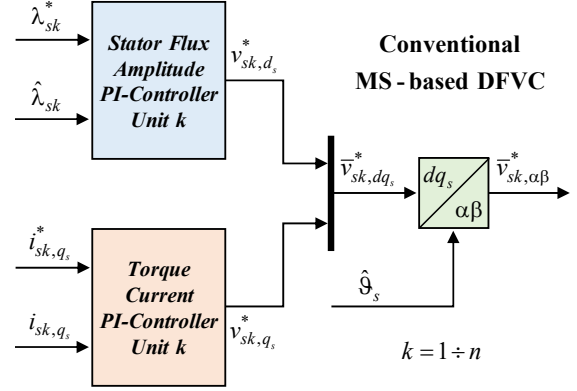 λ*sk
λ̂sk
Stator Flux
Amplitude
PI-Controller
Unit k
v*sk,ds
Conventional
MS-based DFVC
v̅*sk,dqs
dqs
αβ
v̅*sk,αβ
i*sk,qs
isk,qs
Torque
Current
PI-Controller
Unit k
v*sk,qs
ϑ̂s
k = 1 ÷ n